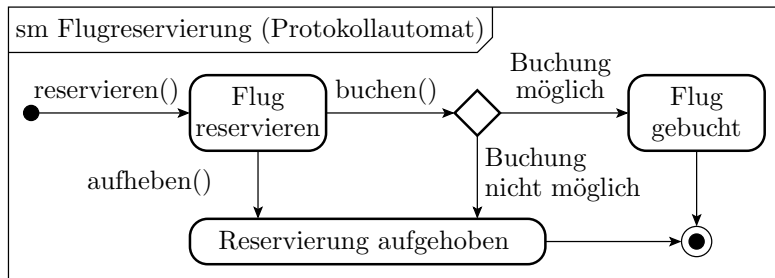 sm Flugreservierung (Protokollautomat)
reservieren()
Flug
reservieren
buchen()
Buchung
möglich
Flug
gebucht
aufheben()
Buchung
nicht möglich
Reservierung aufgehoben